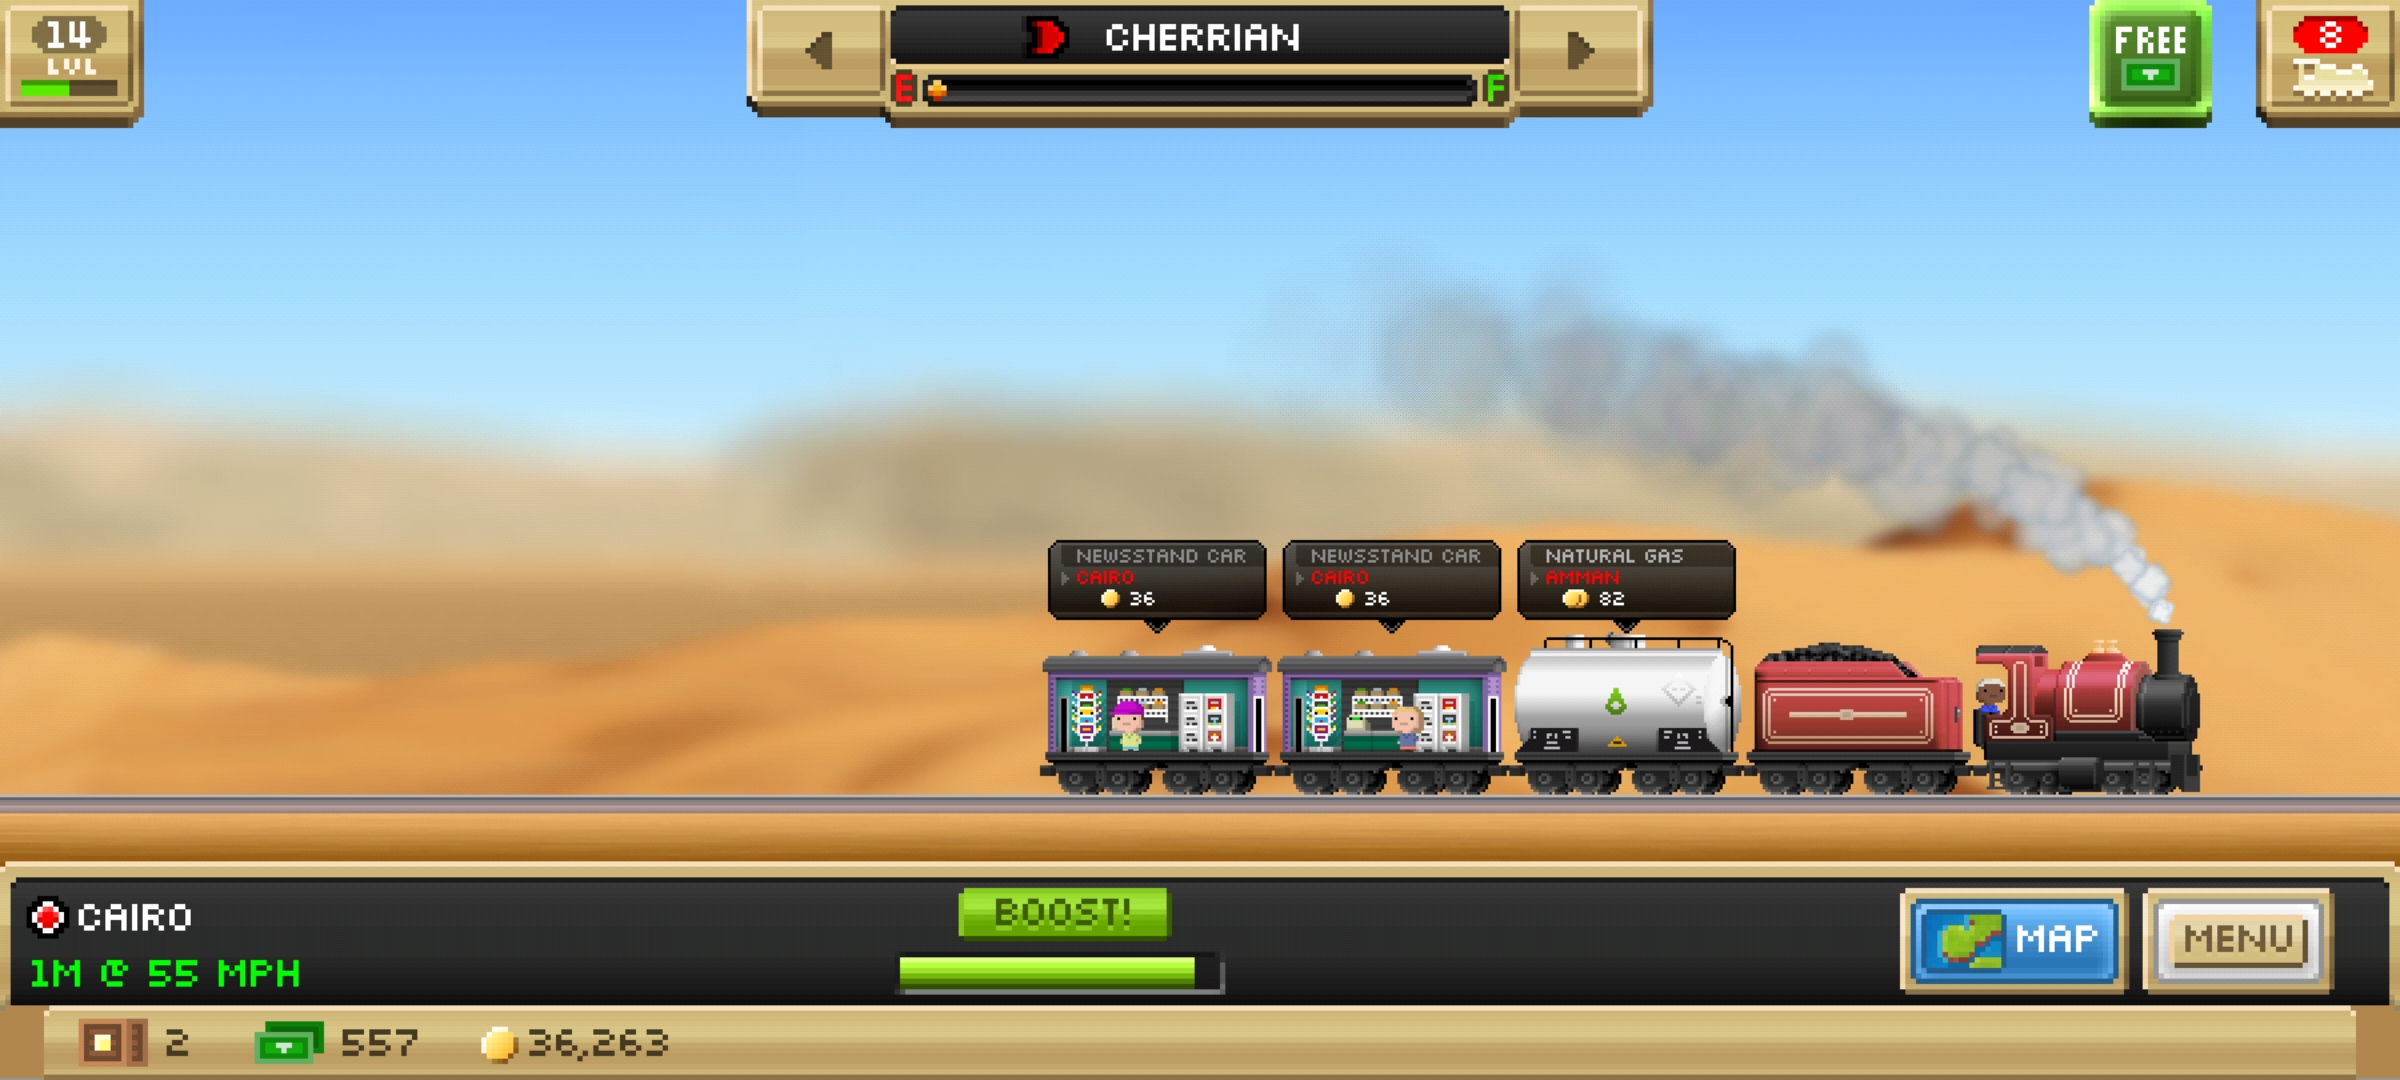 14
LVL
CHERRIAN
E F
FREE
8
NEWSSTAND CAR
CAIRO
36
NEWSSTAND CAR
CAIRO
36
NATURAL GAS
AMMAN
82
CAIRO
1M @ 55 MPH
BOOST!
MAP
MENU
2
557
36,263